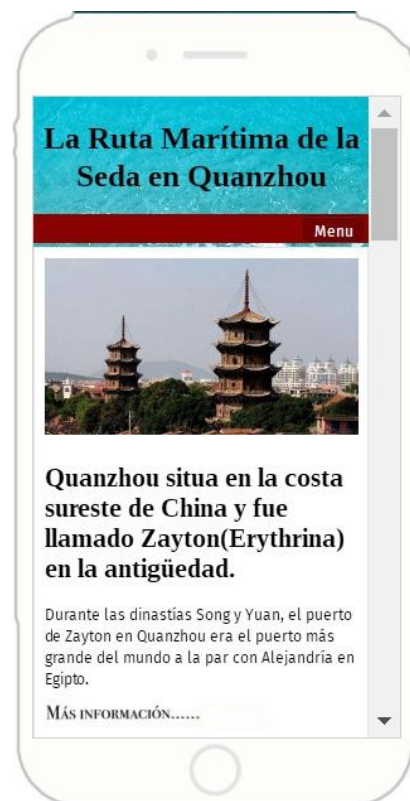 La Ruta Marítima de la
Seda en Quanzhou
Menu
Quanzhou situa en la costa
sureste de China y fue
llamado Zayton(Erythrina)
en la antigüedad.
Durante las dinastías Song y Yuan, el puerto
de Zayton en Quanzhou era el puerto más
grande del mundo a la par con Alejandría en
Egipto.
Más información......